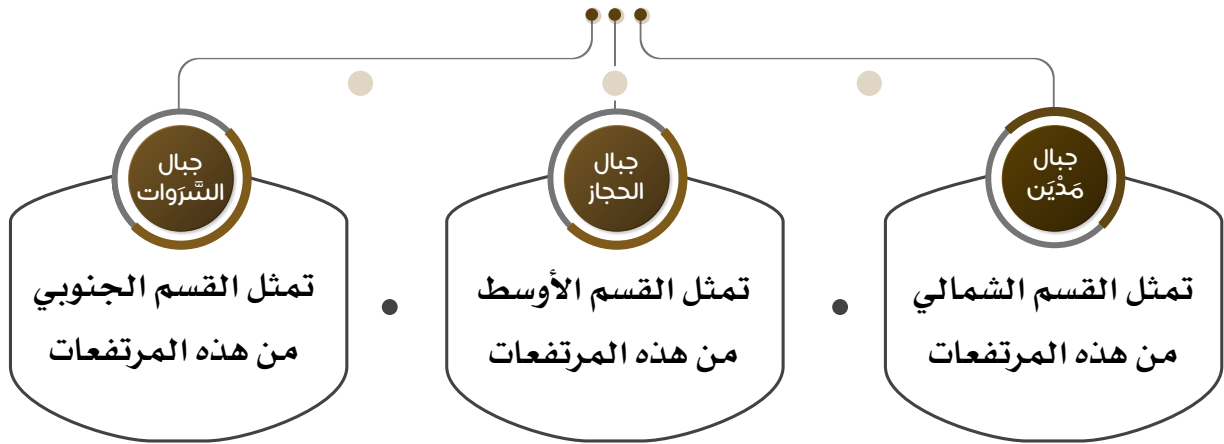 جبال
مَدْيَن
تمثل القسم الشمالي
من هذه المرتفعات
جبال
الحجاز
تمثل القسم الأوسط
من هذه المرتفعات
جبال
السَّرَوات
تمثل القسم الجنوبي
من هذه المرتفعات